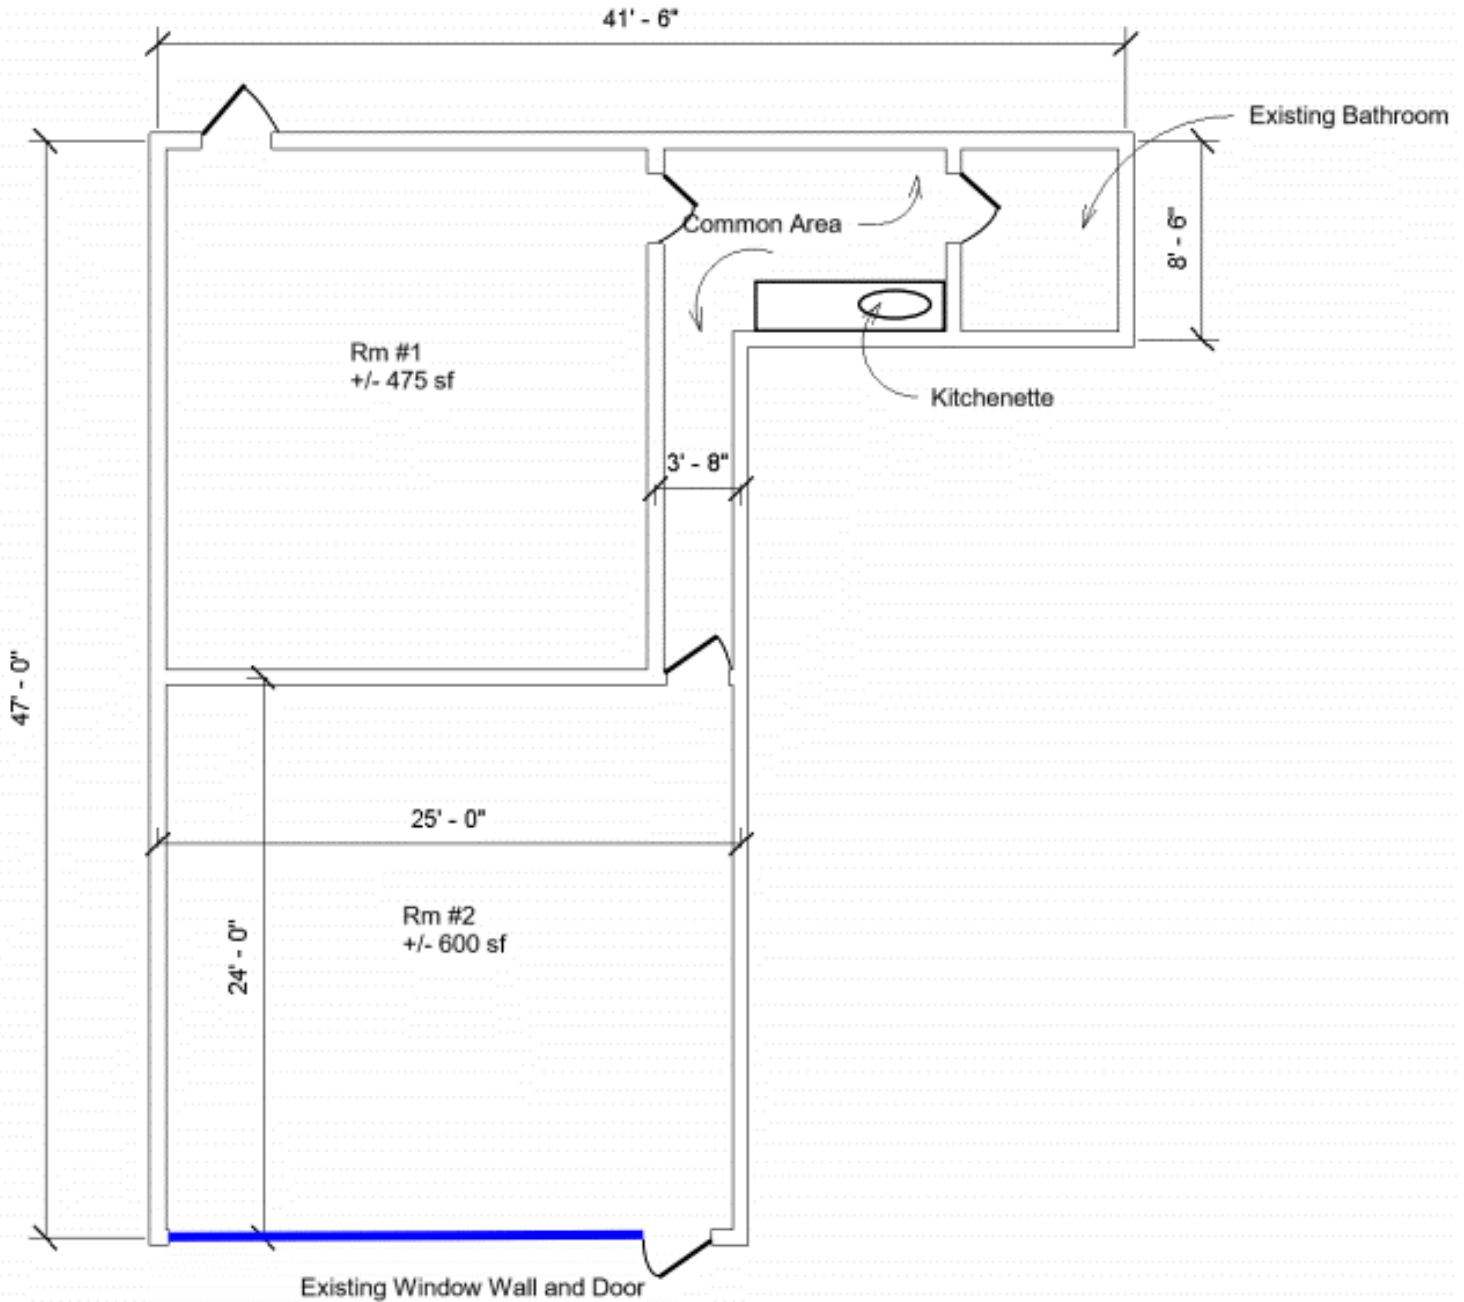 41' - 6"
Existing Bathroom
Common Area
8' - 6"
Rm #1
+/- 475 sf
Kitchenette
3' - 8"
47' - 0"
25' - 0"
Rm #2
+/- 600 sf
24' - 0"
Existing Window Wall and Door